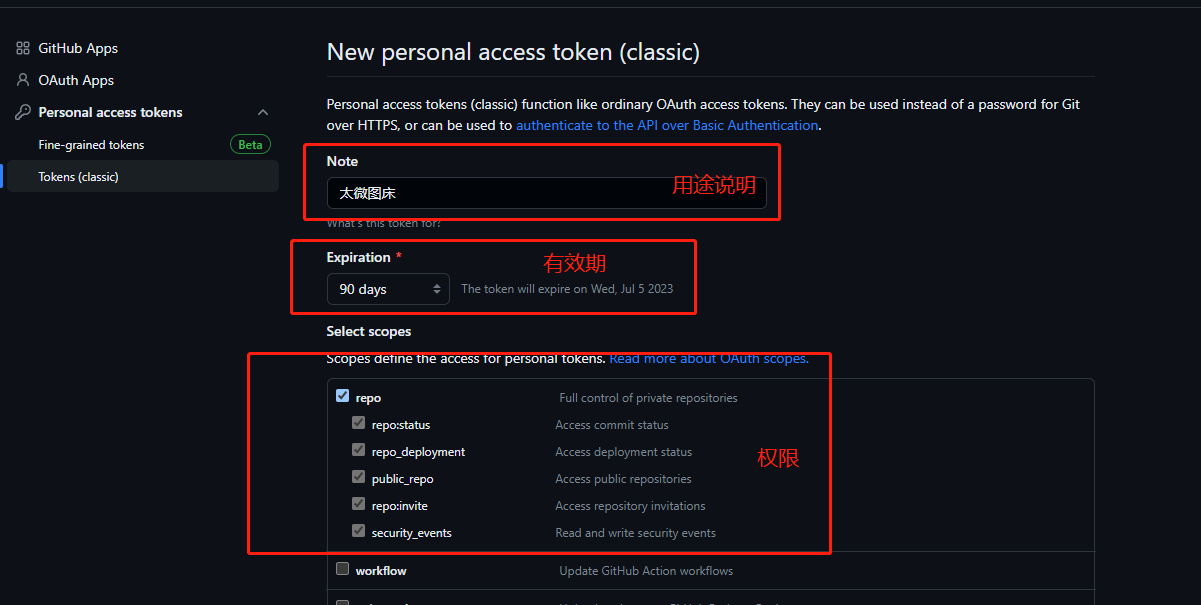 GitHub Apps
OAuth Apps
Personal access tokens
Fine-grained tokens
Beta
Tokens (classic)
New personal access token (classic)
Personal access tokens (classic) function like ordinary OAuth access tokens. They can be used instead of a password for Git
over HTTPS, or can be used to authenticate to the API over Basic Authentication.
Note
太微图床
用途说明
What's this token for?
Expiration *
有效期
90 days
The token will expire on Wed, Jul 5 2023
Select scopes
Scopes define the access for personal tokens. Read more about OAuth scopes.
repo Full control of private repositories
repo:status Access commit status
repo_deployment Access deployment status
权限
public_repo Access public repositories
repo:invite Access repository invitations
security_events Read and write security events
workflow Update GitHub Action workflows